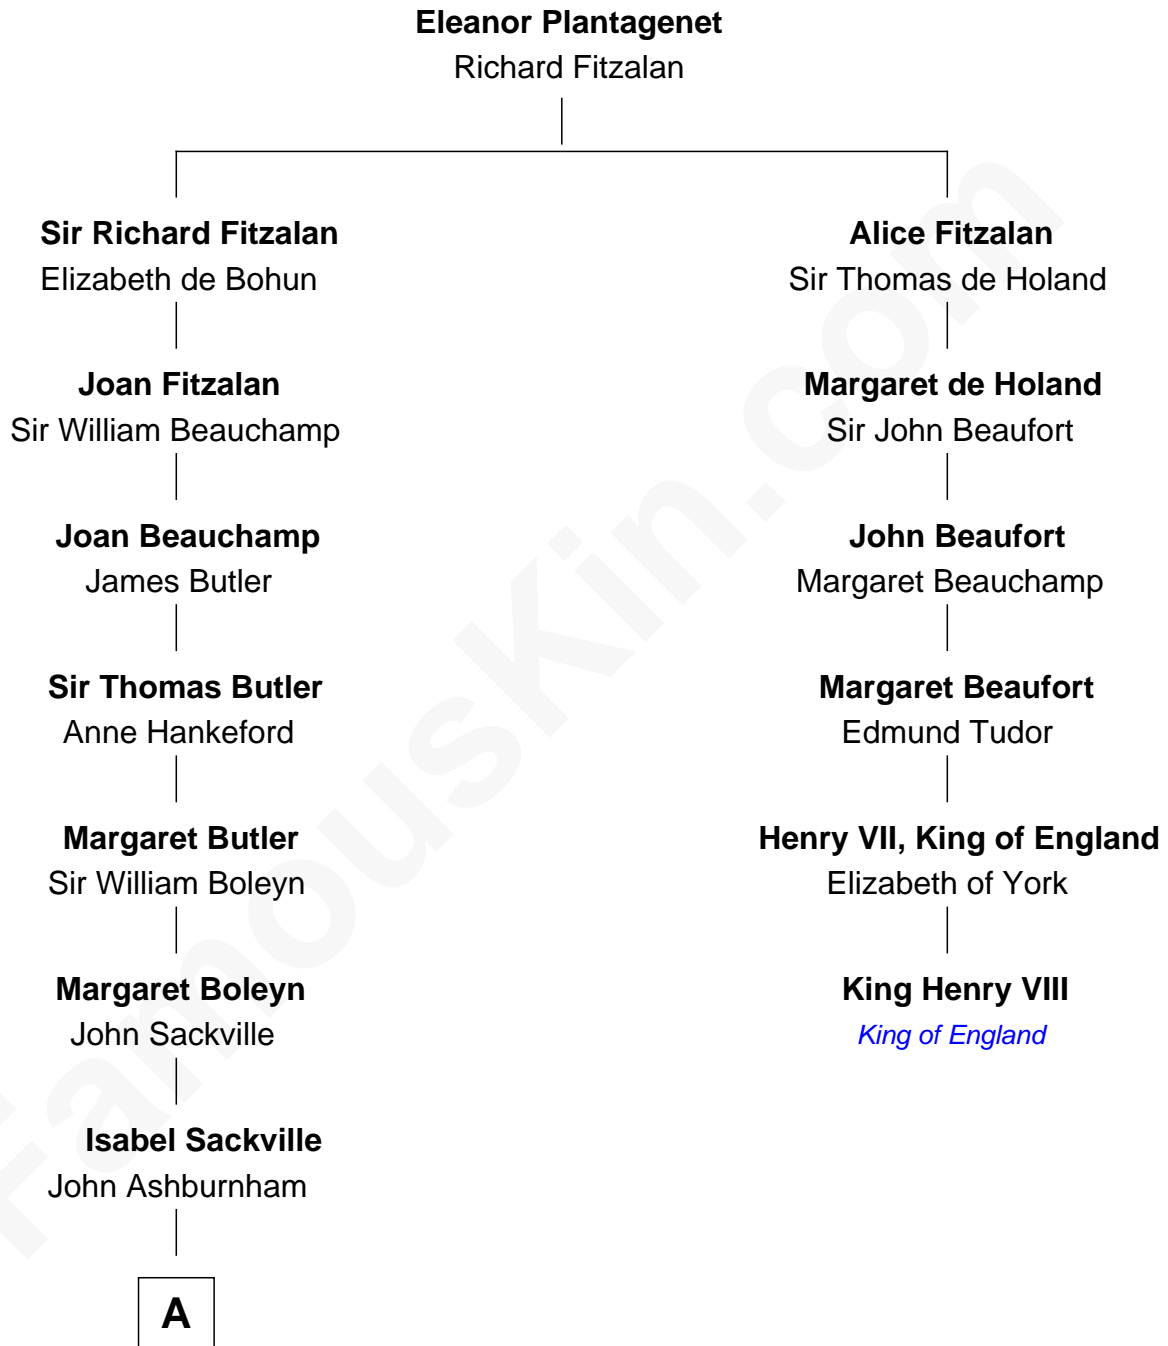 Eleanor Plantagenet
Richard Fitzalan
Sir Richard Fitzalan
Elizabeth de Bohun
Alice Fitzalan
Sir Thomas de Holand
Joan Fitzalan
Sir William Beauchamp
Margaret de Holand
Sir John Beaufort
Joan Beauchamp
James Butler
John Beaufort
Margaret Beauchamp
Sir Thomas Butler
Anne Hankeford
Margaret Beaufort
Edmund Tudor
Margaret Butler
Sir William Boleyn
Henry VII, King of England
Elizabeth of York
Margaret Boleyn
John Sackville
King Henry VIII
King of England
Isabel Sackville
John Ashburnham
A
FamousKin.com